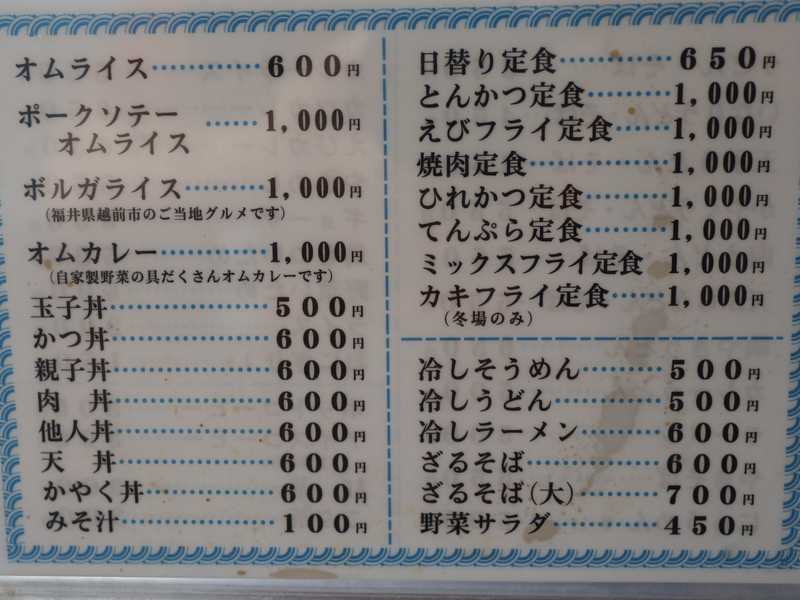 オムライス…………600円
ポークソテー
オムライス ……1,000円
ボルガライス………1,000円
(福井県越前市のご当地グルメです)
オムカレー…………1,000円
(自家製野菜の具だくさんオムカレーです)
玉子丼………………500円
かつ丼………………600円
親子丼………………600円
肉　丼………………600円
他人丼………………600円
天　丼………………600円
かやく丼……………600円
みそ汁………………100円
日替り定食…………650円
とんかつ定食………1,000円
えびフライ定食……1,000円
焼肉定食……………1,000円
ひれかつ定食………1,000円
てんぷら定食………1,000円
ミックスフライ定食 1,000円
カキフライ定食……1,000円
(冬場のみ)
冷しそうめん………500円
冷しうどん…………500円
冷しラーメン………600円
ざるそば……………600円
ざるそば(大)………700円
野菜サラダ…………450円